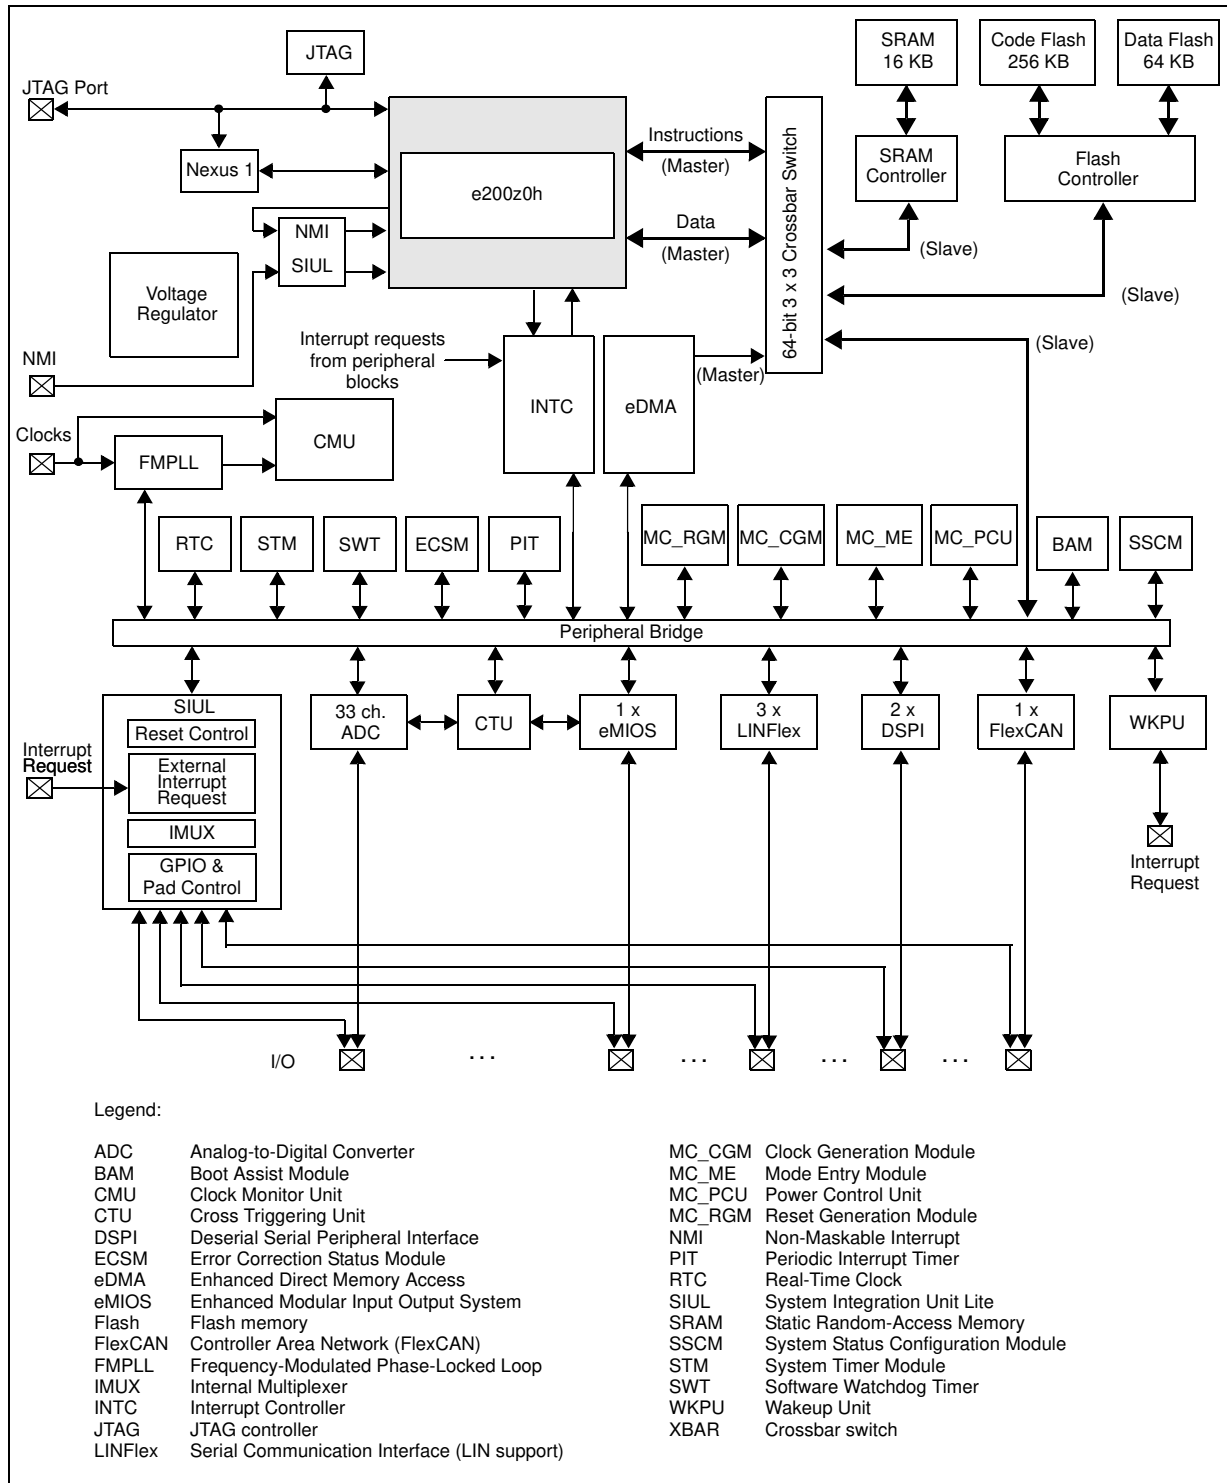 JTAG
SRAM
16 KB
Code Flash
256 KB
Data Flash
64 KB
JTAG Port
Nexus 1
e200z0h
Instructions
(Master)
Data
(Master)
64-bit 3 x 3 Crossbar Switch
SRAM
Controller
Flash
Controller
(Slave)
(Slave)
(Slave)
NMI
SIUL
Voltage
Regulator
NMI
Interrupt requests
from peripheral
blocks
INTC
eDMA
(Master)
Clocks
FMPLL
CMU
RTC
STM
SWT
ECSM
PIT
MC_RGM
MC_CGM
MC_ME
MC_PCU
BAM
SSCM
Peripheral Bridge
SIUL
Reset Control
External
Interrupt
Request
IMUX
GPIO &
Pad Control
Interrupt
Request
33 ch.
ADC
CTU
1 x
eMIOS
3 x
LINFlex
2 x
DSPI
1 x
FlexCAN
WKPU
Interrupt
Request
I/O
. . .
. . .
. . .
. . .
Legend:
ADC Analog-to-Digital Converter
BAM Boot Assist Module
CMU Clock Monitor Unit
CTU Cross Triggering Unit
DSPI Deserial Serial Peripheral Interface
ECSM Error Correction Status Module
eDMA Enhanced Direct Memory Access
eMIOS Enhanced Modular Input Output System
Flash Flash memory
FlexCAN Controller Area Network (FlexCAN)
FMPLL Frequency-Modulated Phase-Locked Loop
IMUX Internal Multiplexer
INTC Interrupt Controller
JTAG JTAG controller
LINFlex Serial Communication Interface (LIN support)
MC_CGM Clock Generation Module
MC_ME Mode Entry Module
MC_PCU Power Control Unit
MC_RGM Reset Generation Module
NMI Non-Maskable Interrupt
PIT Periodic Interrupt Timer
RTC Real-Time Clock
SIUL System Integration Unit Lite
SRAM Static Random-Access Memory
SSCM System Status Configuration Module
STM System Timer Module
SWT Software Watchdog Timer
WKPU Wakeup Unit
XBAR Crossbar switch